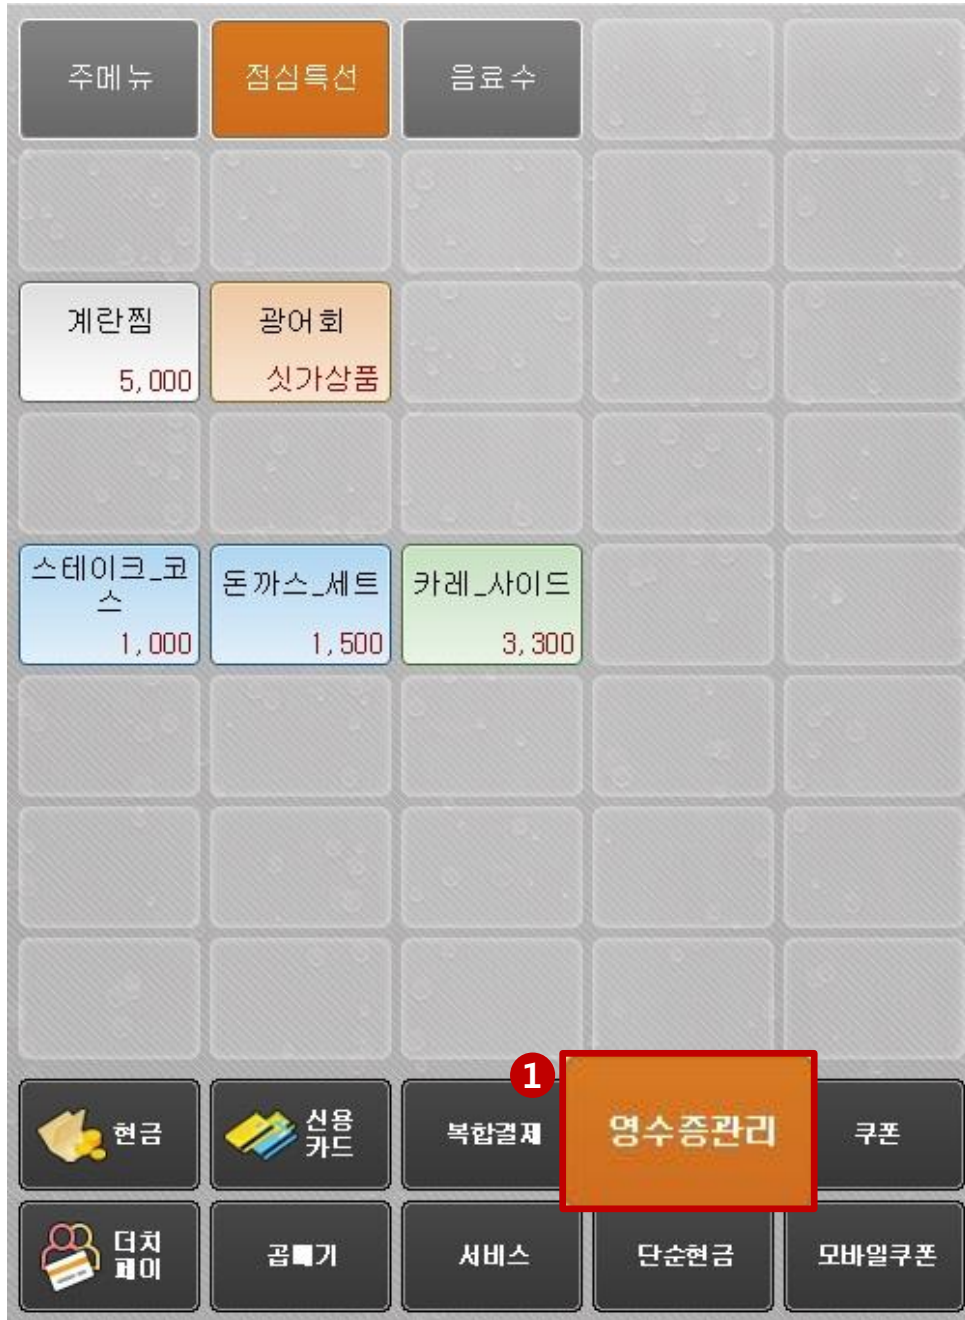 주메뉴
점심특선
음료수
계란찜
5,000
광어회
싯가상품
스테이크_코
스
1,000
돈까스_세트
1,500
카레_사이드
3,300
1
현금
신용
카드
복합결제
영수증관리
쿠폰
더치
페이
곱빼기
서비스
단순현금
모바일쿠폰